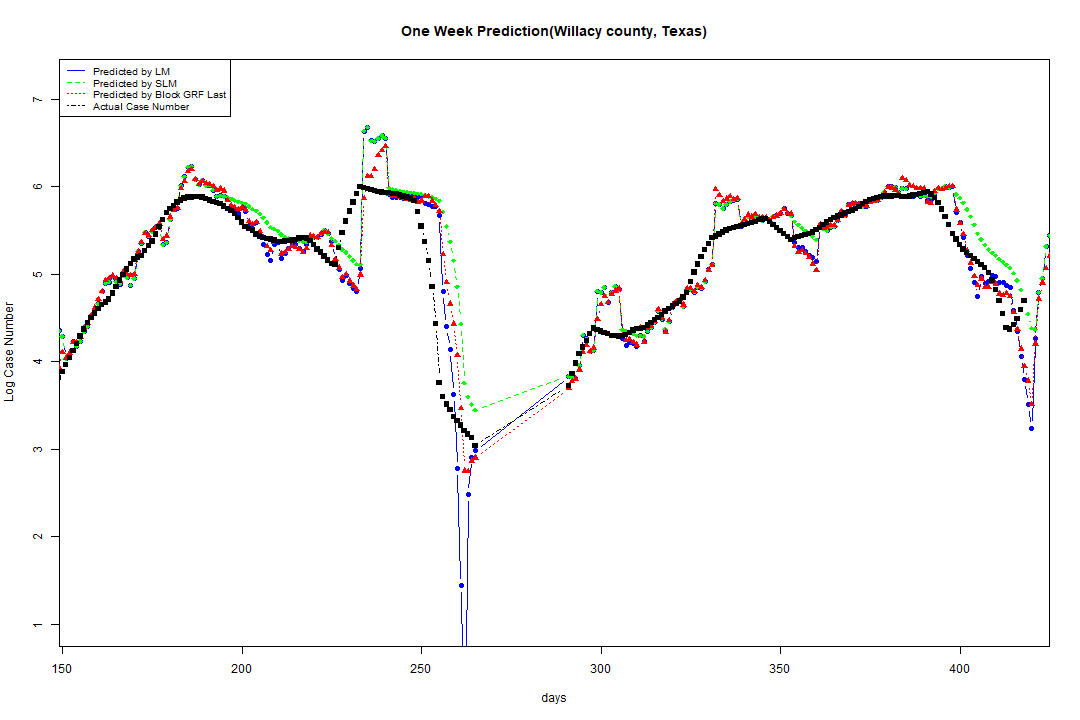 One Week Prediction(Willacy county, Texas)
Predicted by LM
Predicted by SLM
Predicted by Block GRF Last
Actual Case Number
7
6
5
4
3
2
1
Log Case Number
150 200 250 300 350 400
days